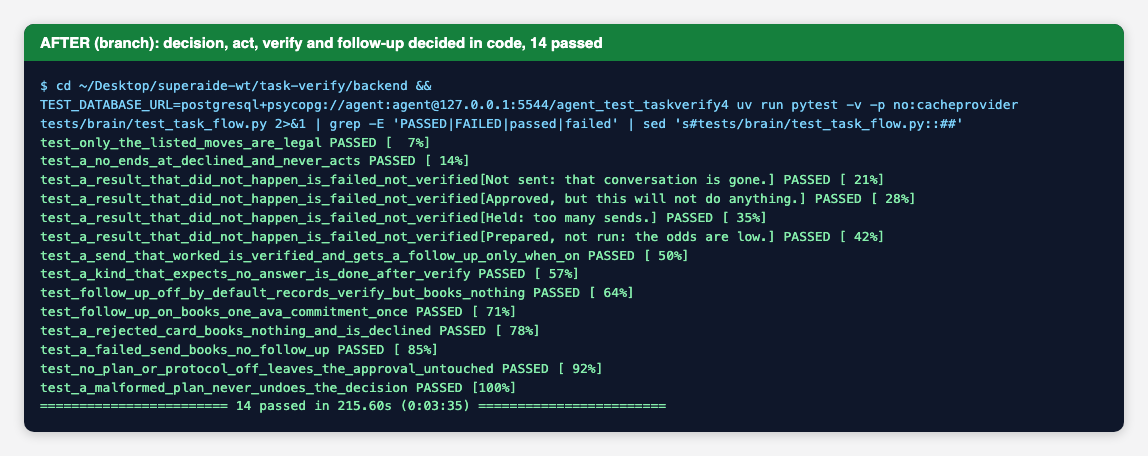 AFTER (branch): decision, act, verify and follow-up decided in code, 14 passed
$ cd ~/Desktop/superaide-wt/task-verify/backend &&
TEST_DATABASE_URL=postgresql+psycopg://agent:agent@127.0.0.1:5544/agent_test_taskverify4 uv run pytest -v -p no:cacheprovider
tests/brain/test_task_flow.py 2>&1 | grep -E 'PASSED|FAILED|passed|failed' | sed 's#tests/brain/test_task_flow.py::##'
test_only_the_listed_moves_are_legal PASSED [  7%]
test_a_no_ends_at_declined_and_never_acts PASSED [ 14%]
test_a_result_that_did_not_happen_is_failed_not_verified[Not sent: that conversation is gone.] PASSED [ 21%]
test_a_result_that_did_not_happen_is_failed_not_verified[Approved, but this will not do anything.] PASSED [ 28%]
test_a_result_that_did_not_happen_is_failed_not_verified[Held: too many sends.] PASSED [ 35%]
test_a_result_that_did_not_happen_is_failed_not_verified[Prepared, not run: the odds are low.] PASSED [ 42%]
test_a_send_that_worked_is_verified_and_gets_a_follow_up_only_when_on PASSED [ 50%]
test_a_kind_that_expects_no_answer_is_done_after_verify PASSED [ 57%]
test_follow_up_off_by_default_records_verify_but_books_nothing PASSED [ 64%]
test_follow_up_on_books_one_ava_commitment_once PASSED [ 71%]
test_a_rejected_card_books_nothing_and_is_declined PASSED [ 78%]
test_a_failed_send_books_no_follow_up PASSED [ 85%]
test_no_plan_or_protocol_off_leaves_the_approval_untouched PASSED [ 92%]
test_a_malformed_plan_never_undoes_the_decision PASSED [100%]
======================== 14 passed in 215.60s (0:03:35) ========================